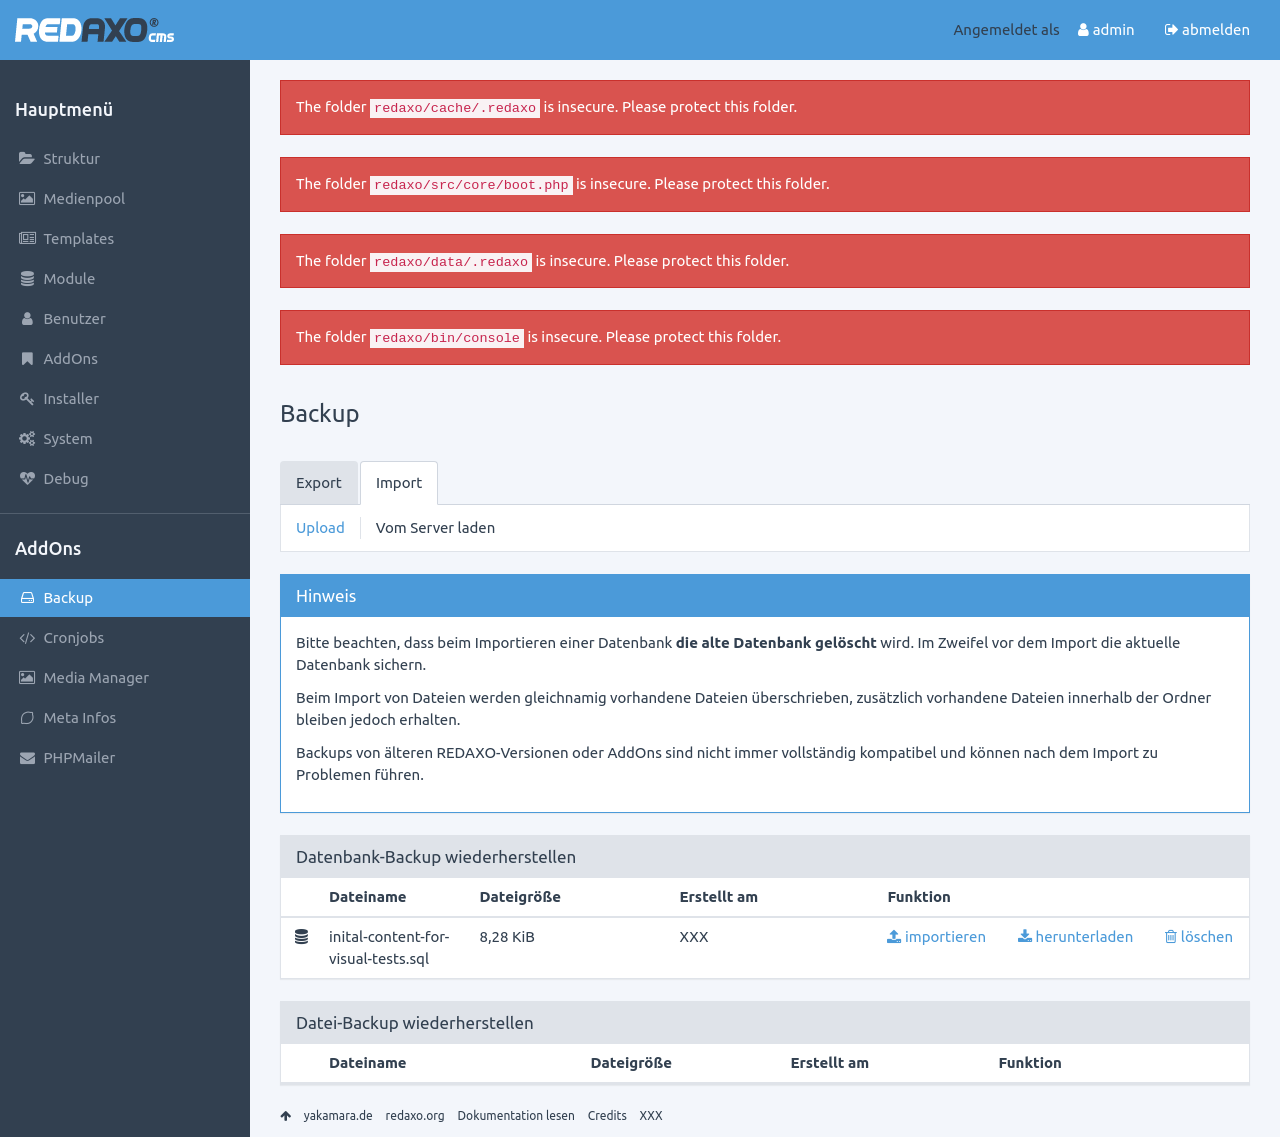 REDAXO® cms
Angemeldet als admin abmelden
Hauptmenü
Struktur
Medienpool
Templates
Module
Benutzer
AddOns
Installer
System
Debug
AddOns
Backup
Cronjobs
Media Manager
Meta Infos
PHPMailer
The folder redaxo/cache/.redaxo is insecure. Please protect this folder.
The folder redaxo/src/core/boot.php is insecure. Please protect this folder.
The folder redaxo/data/.redaxo is insecure. Please protect this folder.
The folder redaxo/bin/console is insecure. Please protect this folder.
Backup
Export Import
Upload Vom Server laden
Hinweis
Bitte beachten, dass beim Importieren einer Datenbank die alte Datenbank gelöscht wird. Im Zweifel vor dem Import die aktuelle
Datenbank sichern.
Beim Import von Dateien werden gleichnamig vorhandene Dateien überschrieben, zusätzlich vorhandene Dateien innerhalb der Ordner
bleiben jedoch erhalten.
Backups von älteren REDAXO-Versionen oder AddOns sind nicht immer vollständig kompatibel und können nach dem Import zu
Problemen führen.
Datenbank-Backup wiederherstellen
Dateiname Dateigröße Erstellt am Funktion
inital-content-for- 8,28 KiB XXX importieren herunterladen löschen
visual-tests.sql
Datei-Backup wiederherstellen
Dateiname Dateigröße Erstellt am Funktion
yakamara.de redaxo.org Dokumentation lesen Credits XXX